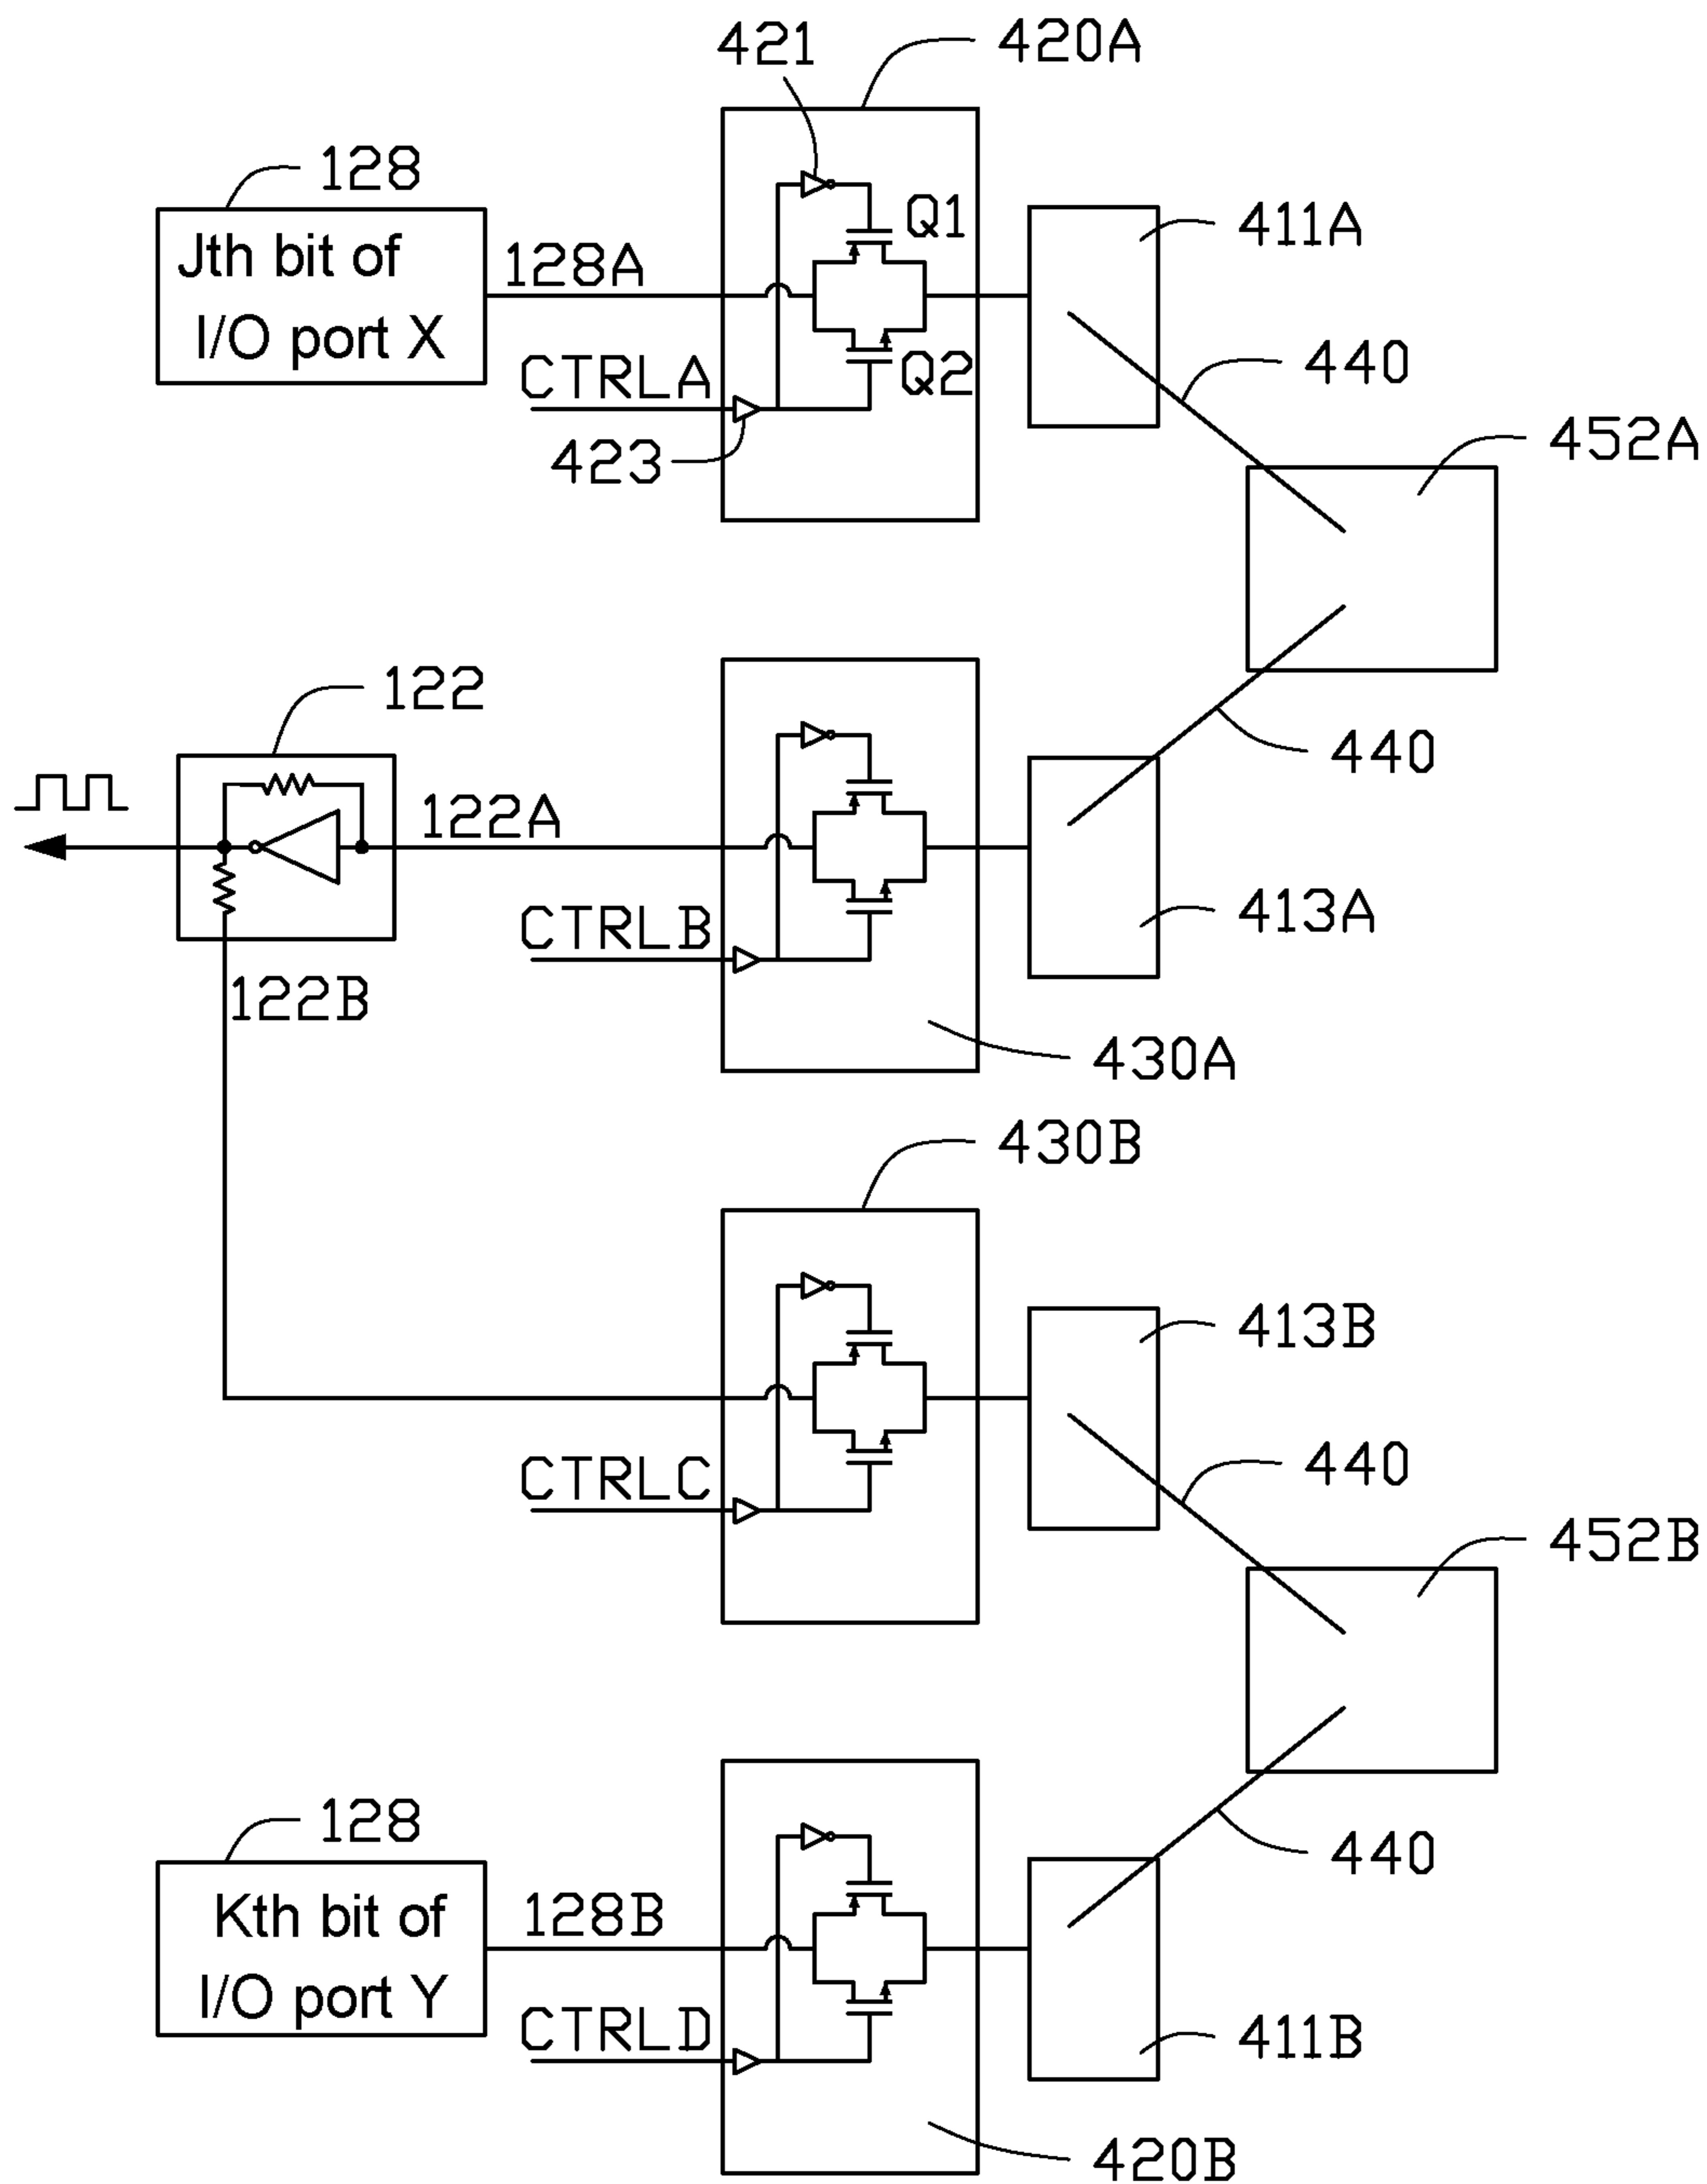 421
420A
128
Jth bit of
I/O port X
128A
Q1
411A
Q2
CTRLA
440
423
452A
122
440
122A
CTRLB
413A
122B
430A
430B
413B
CTRLC
440
452B
128
Kth bit of
I/O port Y
128B
440
CTRLD
411B
420B